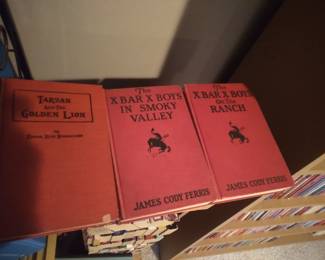 TARZAN
AND THE
GOLDEN LION
EDGAR RICE BURROUGHS
The
X BAR X BOYS
IN SMOKY
VALLEY
JAMES CODY FERRIS
The
X BAR X BOYS
ON THE
RANCH
JAMES CODY FERRIS